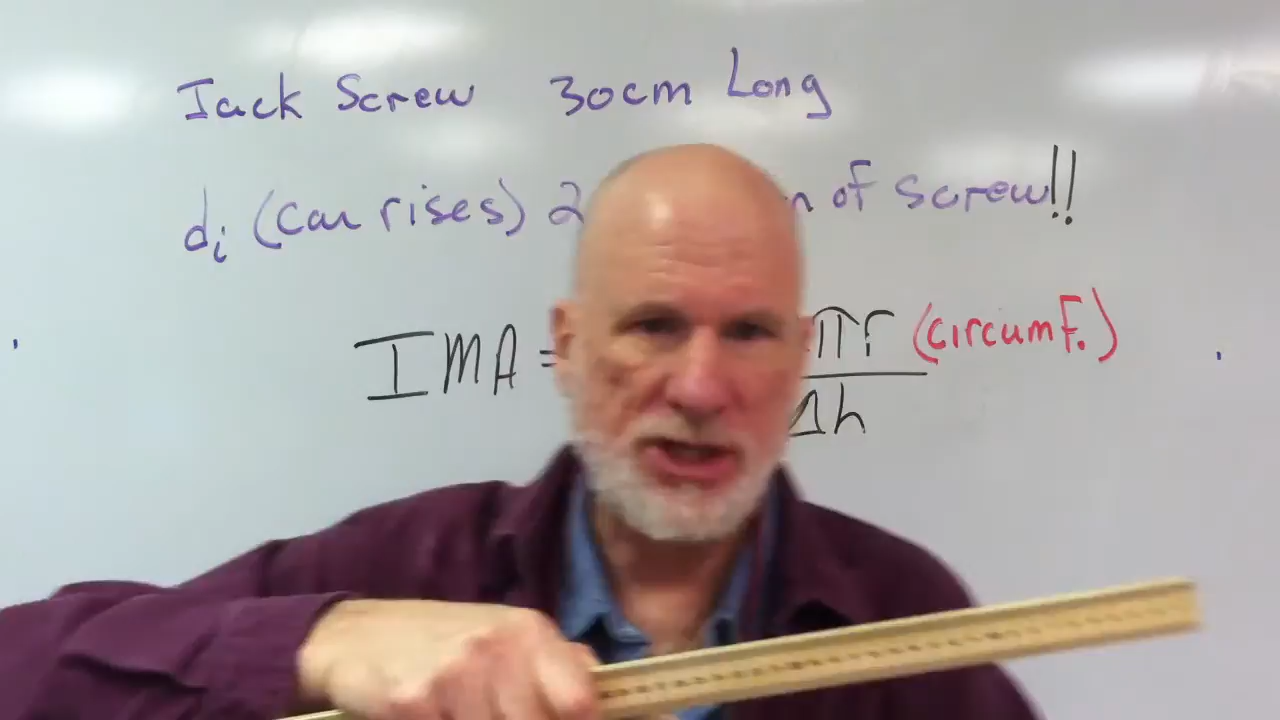 Jack Screw 30cm Long
di (car rises) 2 of screw!!
IMA = πr (circumf.)
Δh